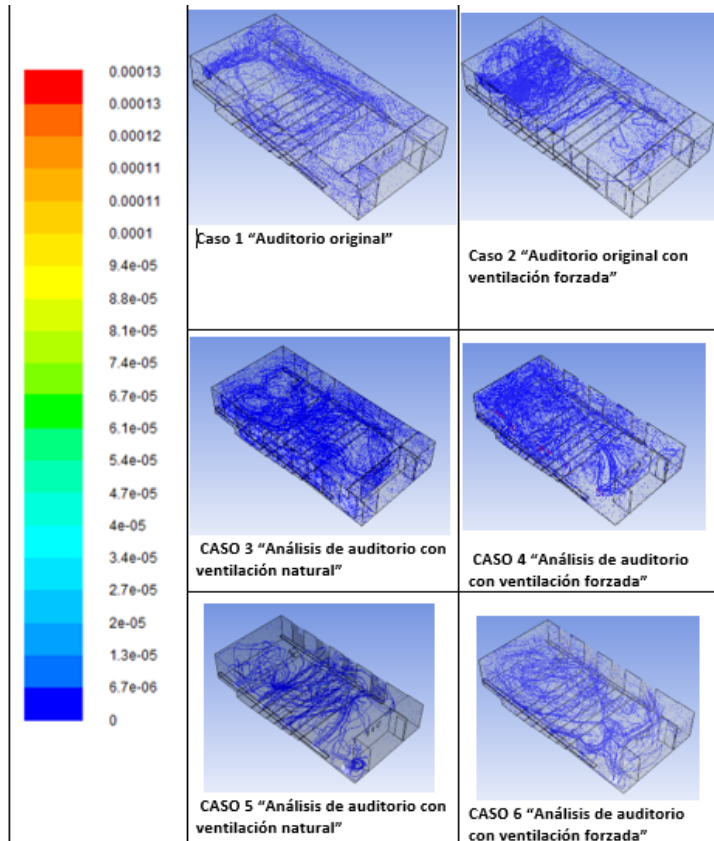 0.00013
0.00013
0.00012
0.00011
0.00011
0.0001
9.4e-05
8.8e-05
8.1e-05
7.4e-05
6.7e-05
6.1e-05
5.4e-05
4.7e-05
4e-05
3.4e-05
2.7e-05
2e-05
1.3e-05
6.7e-06
0
Caso 1 “Auditorio original”
Caso 2 “Auditorio original con
ventilación forzada”
CASO 3 “Análisis de auditorio con
ventilación natural”
CASO 4 “Análisis de auditorio
con ventilación forzada”
CASO 5 “Análisis de auditorio con
ventilación natural”
CASO 6 “Análisis de auditorio
con ventilación forzada”